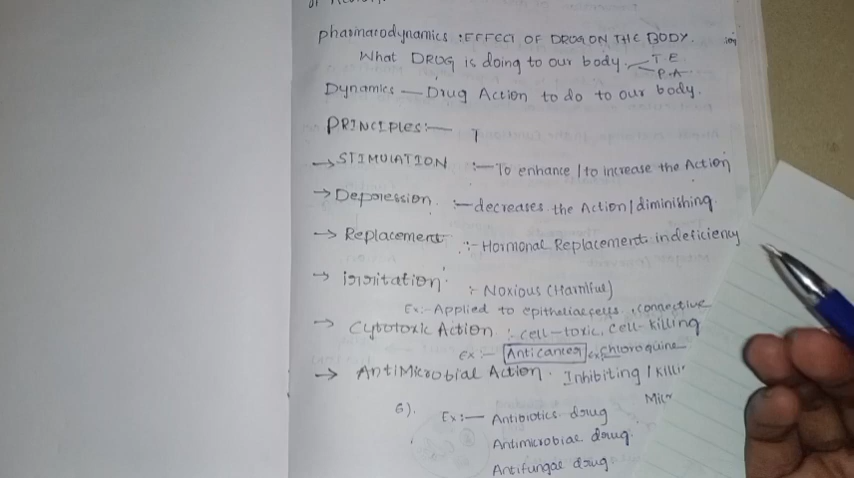 of Action.
pharmacodynamics : EFFECT OF DRUG ON THE BODY.
What DRUG is doing to our body. T.E.
P.A
Dynamics — Drug Action to do to our body.
PRINCIPLES:—
→ STIMULATION :— To enhance / to increase the Action
→ Depression :— decreases the Action / diminishing.
→ Replacement :— Hormonal Replacement in deficiency
→ irritation :- Noxious (Harmful)
Ex:- Applied to epithelial cells, connective
→ Cytotoxic Action :- cell-toxic, cell-killing
Ex:- Anticancer, chloroquine
→ AntiMicrobial Action. Inhibiting / Killi
Micr
6). Ex:— Antibiotics drug
Antimicrobial drug.
Antifungal drug